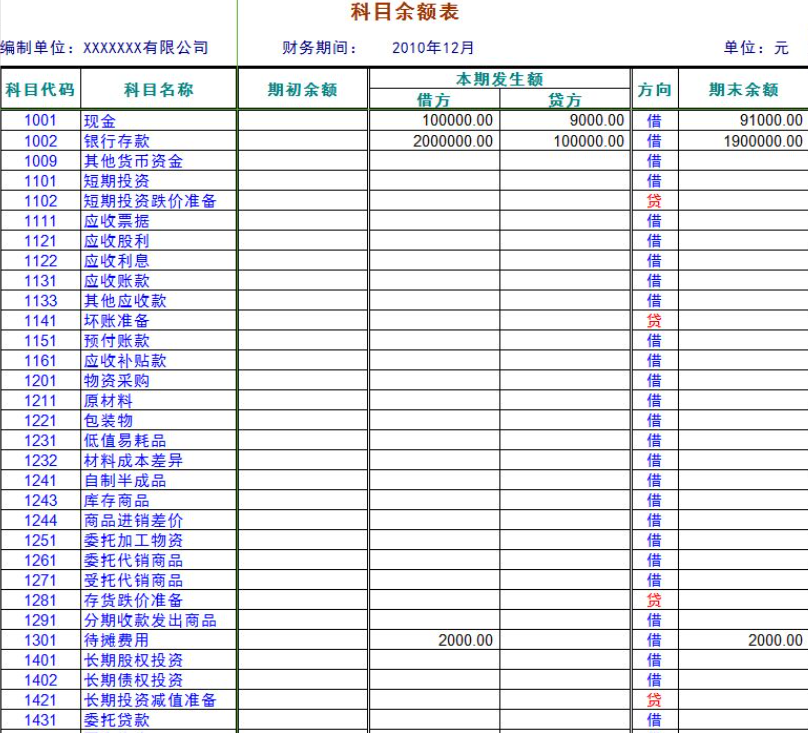 科目余额表
编制单位：XXXXXXX有限公司 财务期间： 2010年12月 单位：元
科目代码 科目名称 期初余额 本期发生额 方向 期末余额
借方 贷方
1001 现金 100000.00 9000.00 借 91000.00
1002 银行存款 2000000.00 100000.00 借 1900000.00
1009 其他货币资金 借
1101 短期投资 借
1102 短期投资跌价准备 贷
1111 应收票据 借
1121 应收股利 借
1122 应收利息 借
1131 应收账款 借
1133 其他应收款 借
1141 坏账准备 贷
1151 预付账款 借
1161 应收补贴款 借
1201 物资采购 借
1211 原材料 借
1221 包装物 借
1231 低值易耗品 借
1232 材料成本差异 借
1241 自制半成品 借
1243 库存商品 借
1244 商品进销差价 借
1251 委托加工物资 借
1261 委托代销商品 借
1271 受托代销商品 借
1281 存货跌价准备 贷
1291 分期收款发出商品 借
1301 待摊费用 2000.00 借 2000.00
1401 长期股权投资 借
1402 长期债权投资 借
1421 长期投资减值准备 贷
1431 委托贷款 借